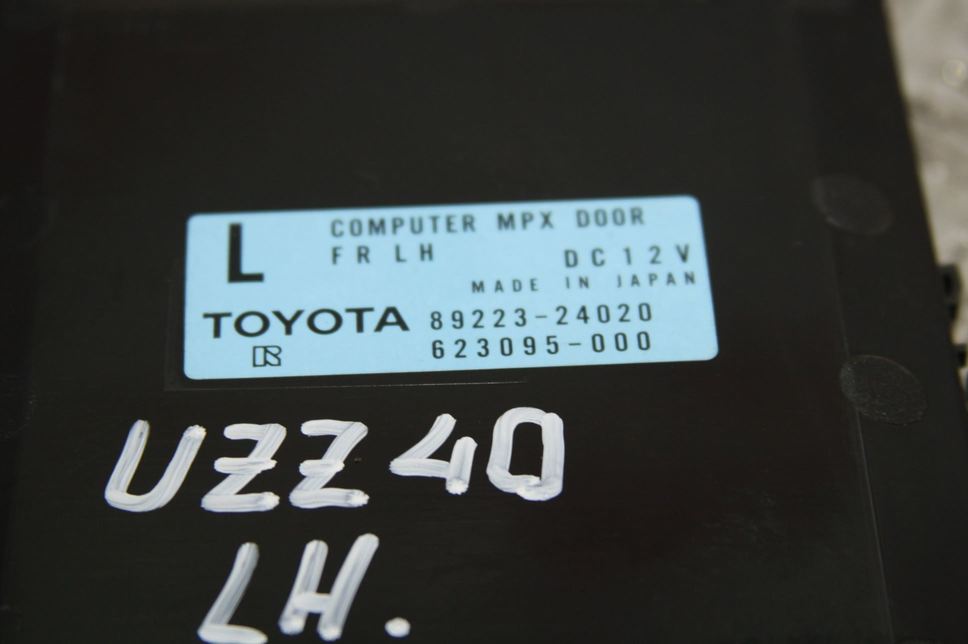 L
COMPUTER MPX DOOR
FR LH
DC12V
MADE IN JAPAN
TOYOTA 89223-24020
R 623095-000
UZZ40
LH.